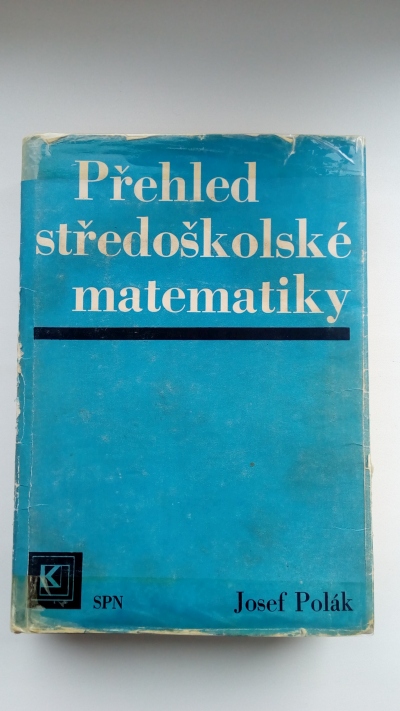 Přehled
středoškolské
matematiky
K
SPN
Josef Polák